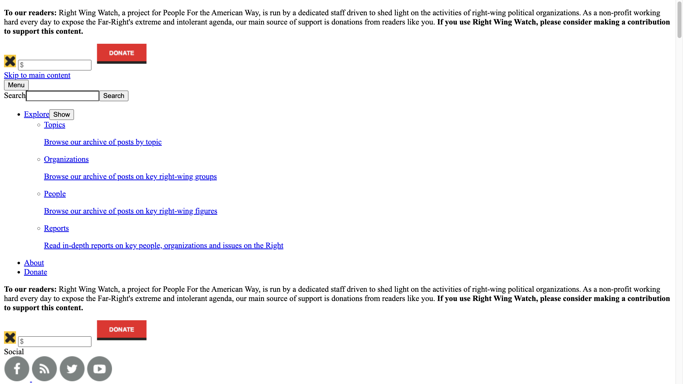 To our readers: Right Wing Watch, a project for People For the American Way, is run by a dedicated staff driven to shed light on the activities of right-wing political organizations. As a non-profit working
hard every day to expose the Far-Right's extreme and intolerant agenda, our main source of support is donations from readers like you. If you use Right Wing Watch, please consider making a contribution
to support this content.
$ DONATE
Skip to main content
Menu
Search Search
Explore Show
Topics
Browse our archive of posts by topic
Organizations
Browse our archive of posts on key right-wing groups
People
Browse our archive of posts on key right-wing figures
Reports
Read in-depth reports on key people, organizations and issues on the Right
About
Donate
To our readers: Right Wing Watch, a project for People For the American Way, is run by a dedicated staff driven to shed light on the activities of right-wing political organizations. As a non-profit working
hard every day to expose the Far-Right's extreme and intolerant agenda, our main source of support is donations from readers like you. If you use Right Wing Watch, please consider making a contribution
to support this content.
$ DONATE
Social